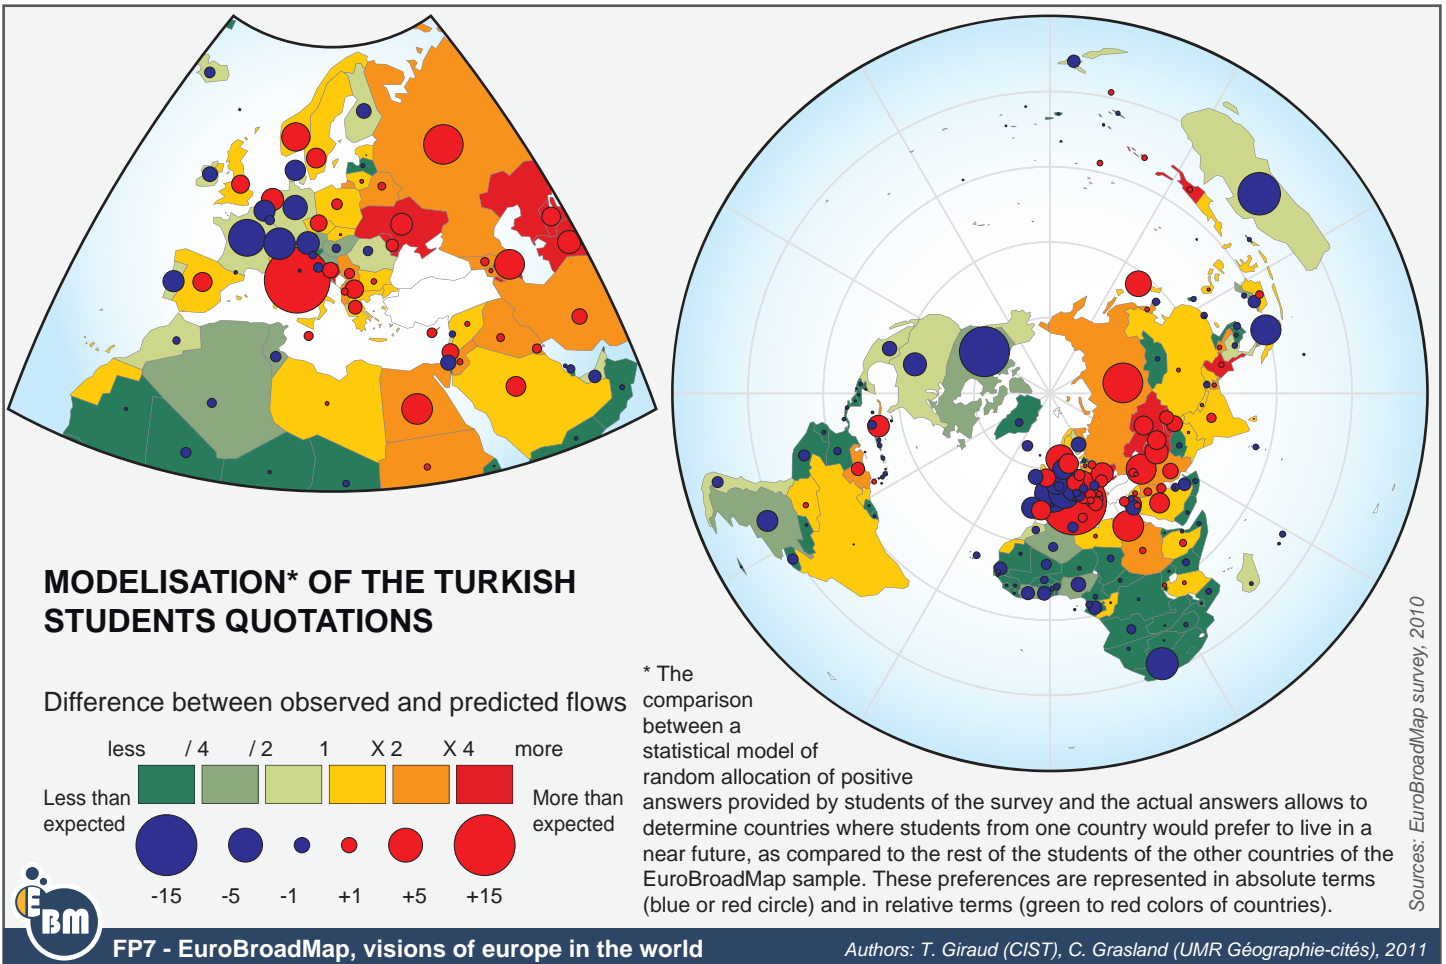 MODELISATION* OF THE TURKISH
STUDENTS QUOTATIONS
Difference between observed and predicted flows
less / 4 / 2 1 X 2 X 4 more
Less than
expected
More than
expected
-15 -5 -1 +1 +5 +15
* The
comparison
between a
statistical model of
random allocation of positive
answers provided by students of the survey and the actual answers allows to
determine countries where students from one country would prefer to live in a
near future, as compared to the rest of the students of the other countries of the
EuroBroadMap sample. These preferences are represented in absolute terms
(blue or red circle) and in relative terms (green to red colors of countries).
Sources: EuroBroadMap survey, 2010
EBM
FP7 - EuroBroadMap, visions of europe in the world
Authors: T. Giraud (CIST), C. Grasland (UMR Géographie-cités), 2011